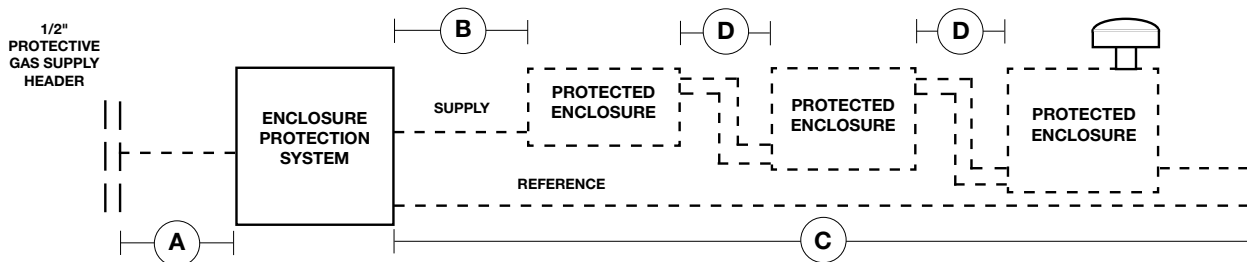 1/2"
PROTECTIVE
GAS SUPPLY
HEADER
A
ENCLOSURE
PROTECTION
SYSTEM
B
SUPPLY
REFERENCE
PROTECTED
ENCLOSURE
D
PROTECTED
ENCLOSURE
D
PROTECTED
ENCLOSURE
C